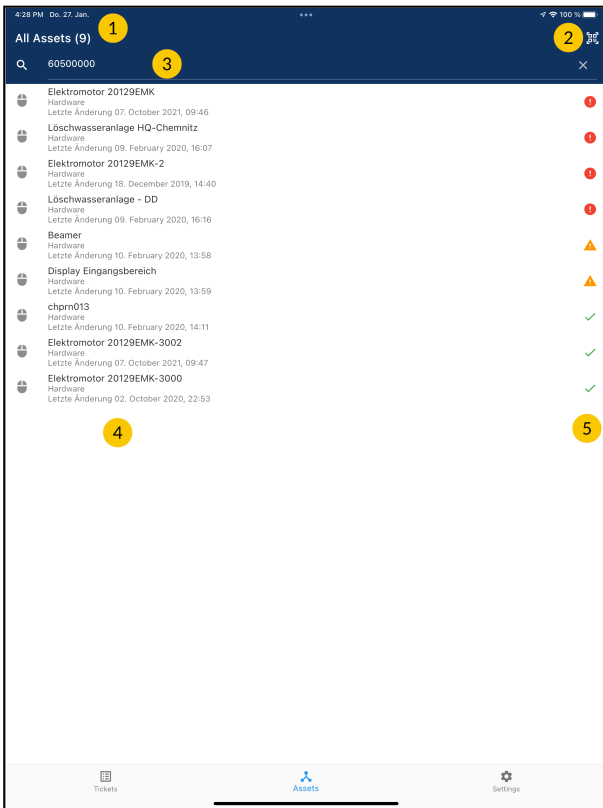 4:28 PM Do. 27. Jan. 100 %
1
All Assets (9)
2
60500000
3
Elektromotor 20129EMK
Hardware
Letzte Änderung 07. October 2021, 09:46
Löschwasseranlage HQ-Chemnitz
Hardware
Letzte Änderung 09. February 2020, 16:07
Elektromotor 20129EMK-2
Hardware
Letzte Änderung 18. December 2019, 14:40
Löschwasseranlage - DD
Hardware
Letzte Änderung 09. February 2020, 16:16
Beamer
Hardware
Letzte Änderung 10. February 2020, 13:58
Display Eingangsbereich
Hardware
Letzte Änderung 10. February 2020, 13:59
chprn013
Hardware
Letzte Änderung 10. February 2020, 14:11
Elektromotor 20129EMK-3002
Hardware
Letzte Änderung 07. October 2021, 09:47
Elektromotor 20129EMK-3000
Hardware
Letzte Änderung 02. October 2020, 22:53
4
5
Tickets
Assets
Settings